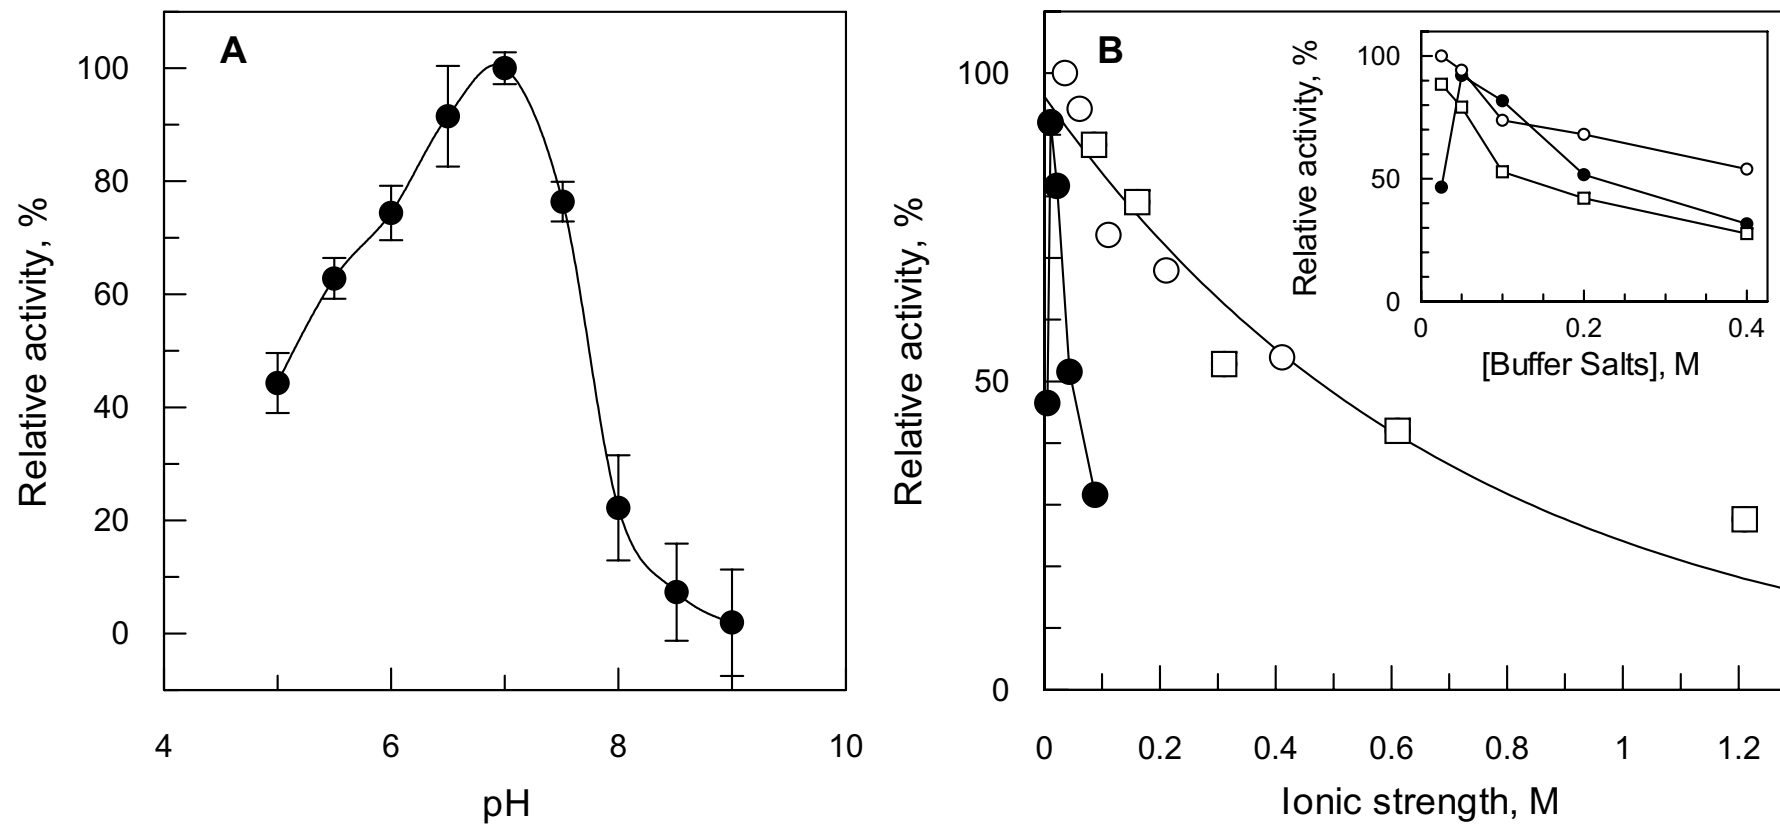 A
Relative activity, %
100
80
60
40
20
0
4 6 8 10
pH
B
Relative activity, %
100
50
0
0 0.2 0.4 0.6 0.8 1 1.2
Ionic strength, M
Relative activity, %
100
50
0
0 0.2 0.4
[Buffer Salts], M